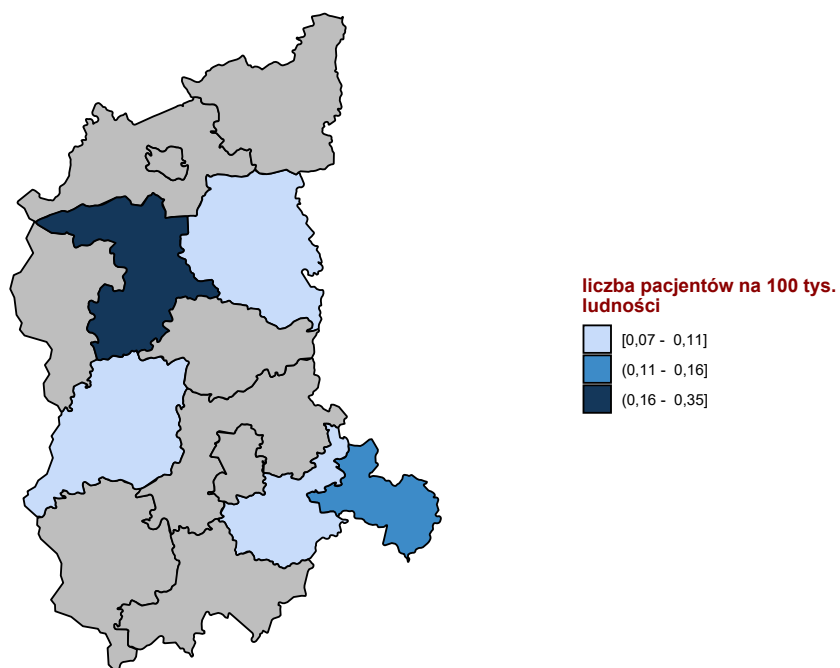 liczba pacjentów na 100 tys.
ludności
[0,07 - 0,11]
(0,11 - 0,16]
(0,16 - 0,35]